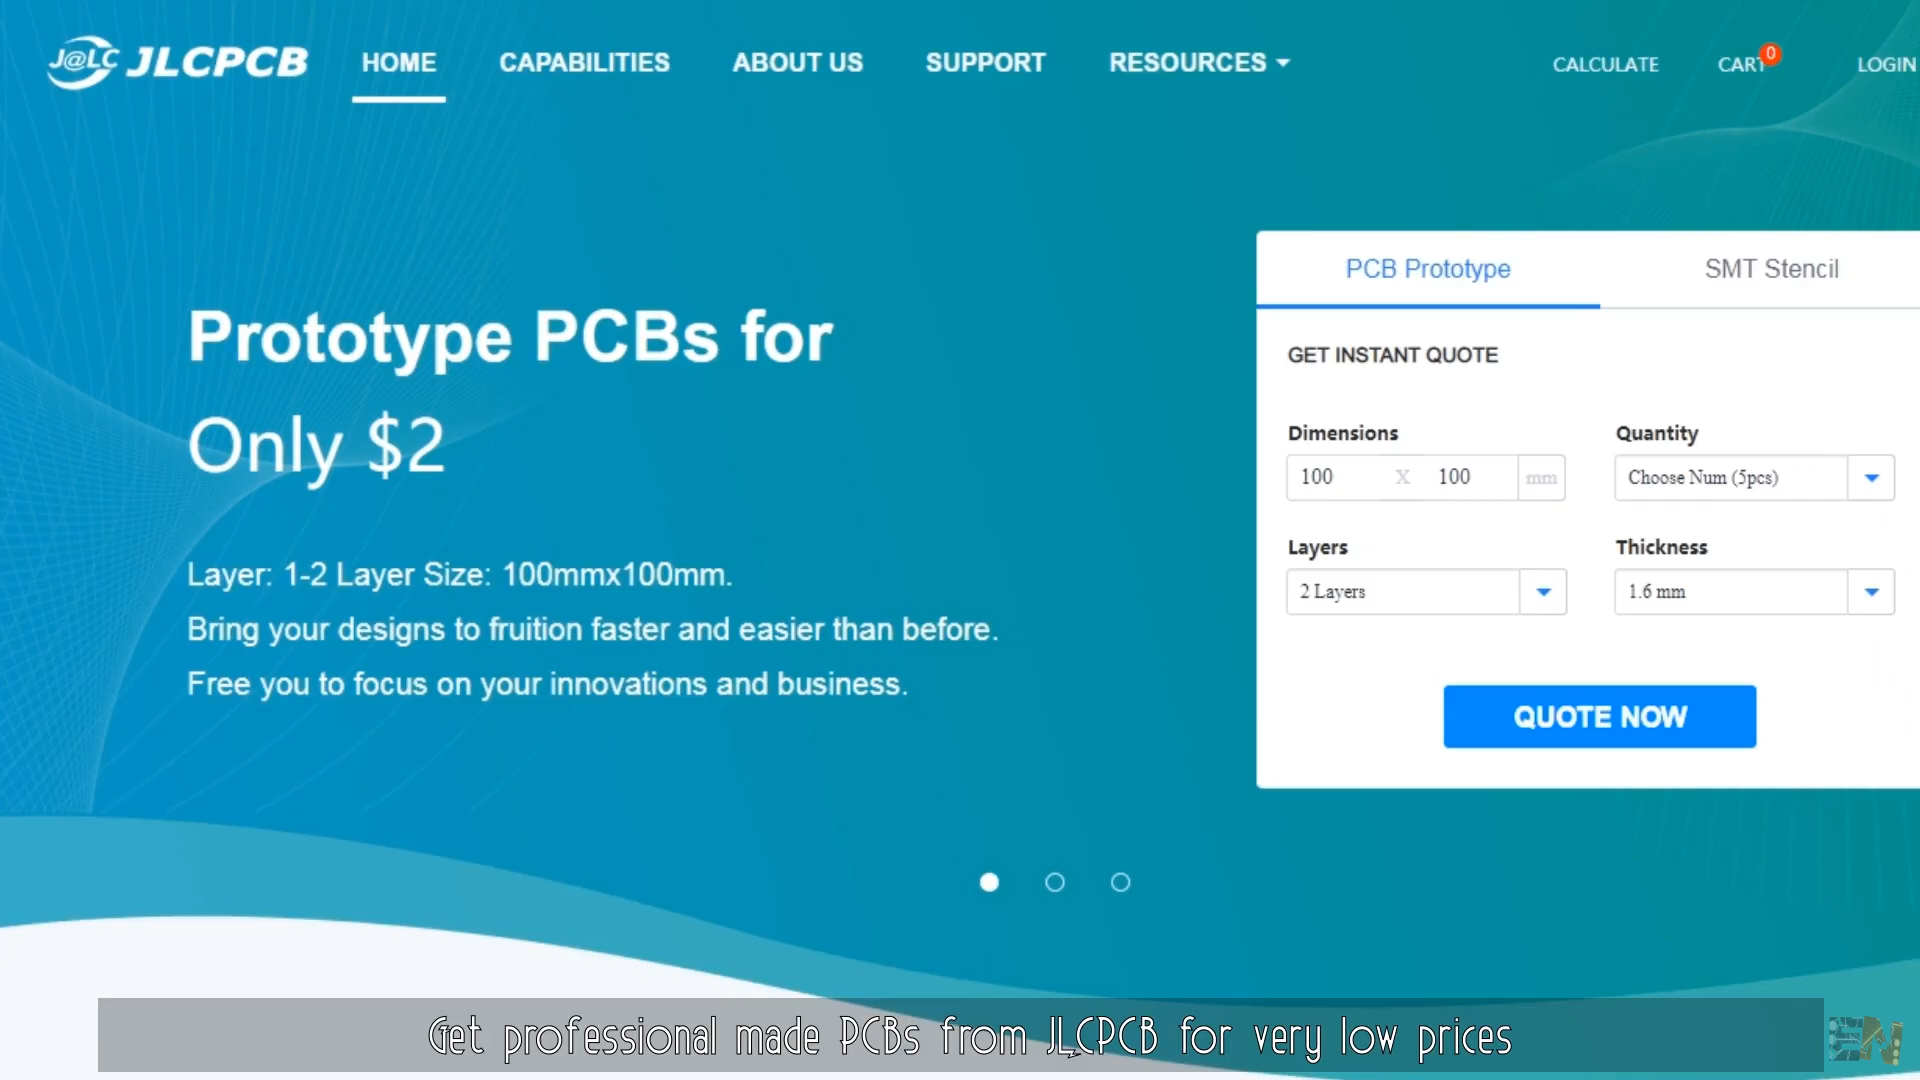 J@LC JLCPCB HOME CAPABILITIES ABOUT US SUPPORT RESOURCES CALCULATE CART 0 LOGIN
PCB Prototype SMT Stencil
Prototype PCBs for
Only $2
GET INSTANT QUOTE
Dimensions Quantity
100 X 100 mm Choose Num (5pcs)
Layers Thickness
2 Layers 1.6 mm
Layer: 1-2 Layer Size: 100mmx100mm.
Bring your designs to fruition faster and easier than before.
Free you to focus on your innovations and business.
QUOTE NOW
Get professional made PCBs from JLCPCB for very low prices
EN